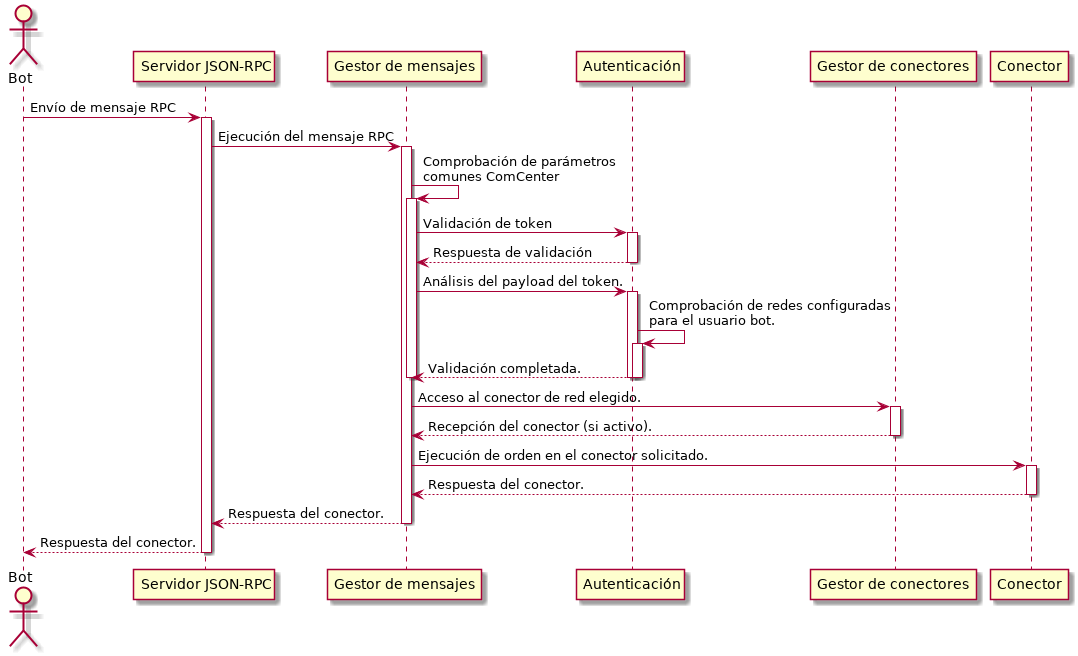 Bot
Servidor JSON-RPC
Gestor de mensajes
Autenticación
Gestor de conectores
Conector
Envío de mensaje RPC
Ejecución del mensaje RPC
Comprobación de parámetros
comunes ComCenter
Validación de token
Respuesta de validación
Análisis del payload del token.
Comprobación de redes configuradas
para el usuario bot.
Validación completada.
Acceso al conector de red elegido.
Recepción del conector (si activo).
Ejecución de orden en el conector solicitado.
Respuesta del conector.
Respuesta del conector.
Respuesta del conector.
Bot
Servidor JSON-RPC
Gestor de mensajes
Autenticación
Gestor de conectores
Conector